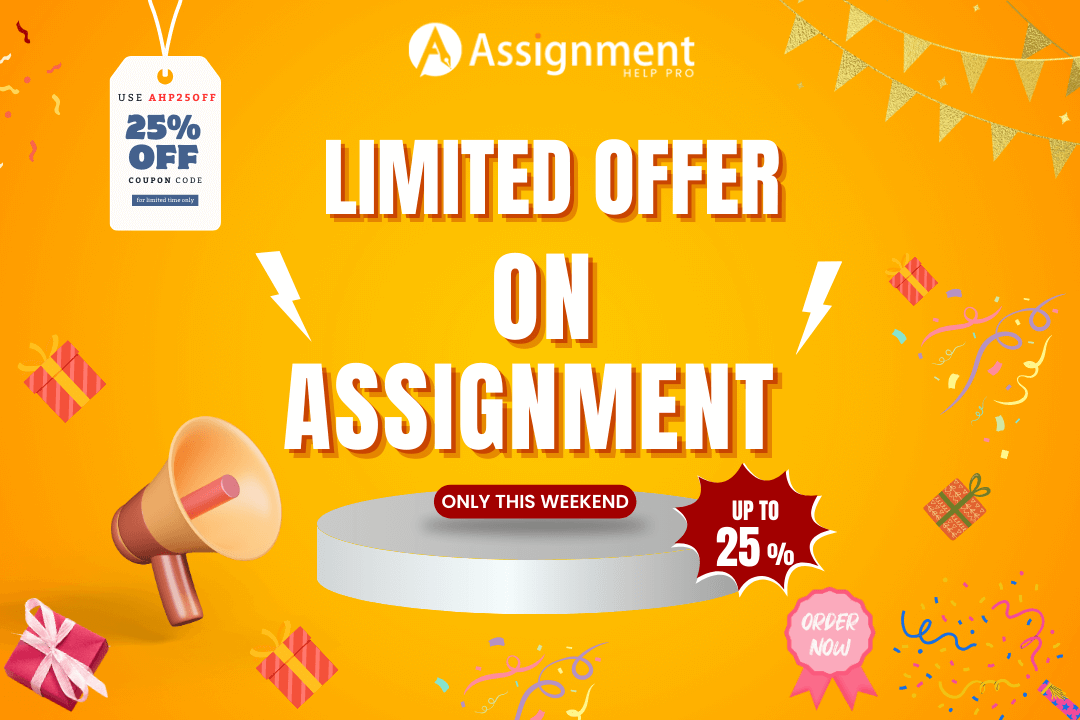 Assignment
HELP PRO
USE AHP25OFF
25%
OFF
COUPON CODE
for limited time only
LIMITED OFFER
ON
ASSIGNMENT
ONLY THIS WEEKEND
UP TO
25 %
ORDER
NOW